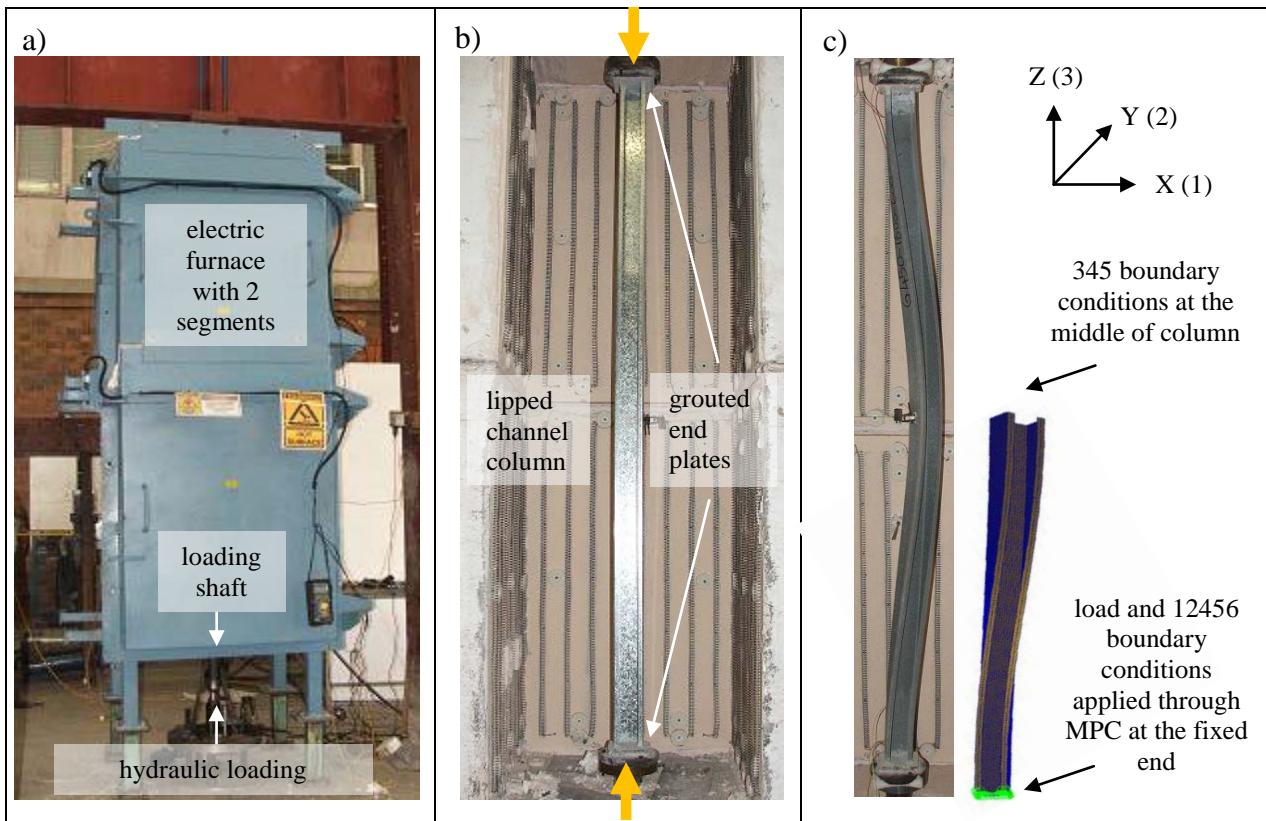 a)
electric
furnace
with 2
segments
loading
shaft
hydraulic loading
b)
lipped
channel
column
grouted
end
plates
c)
Z (3)
Y (2)
X (1)
345 boundary
conditions at the
middle of column
load and 12456
boundary
conditions
applied through
MPC at the fixed
end